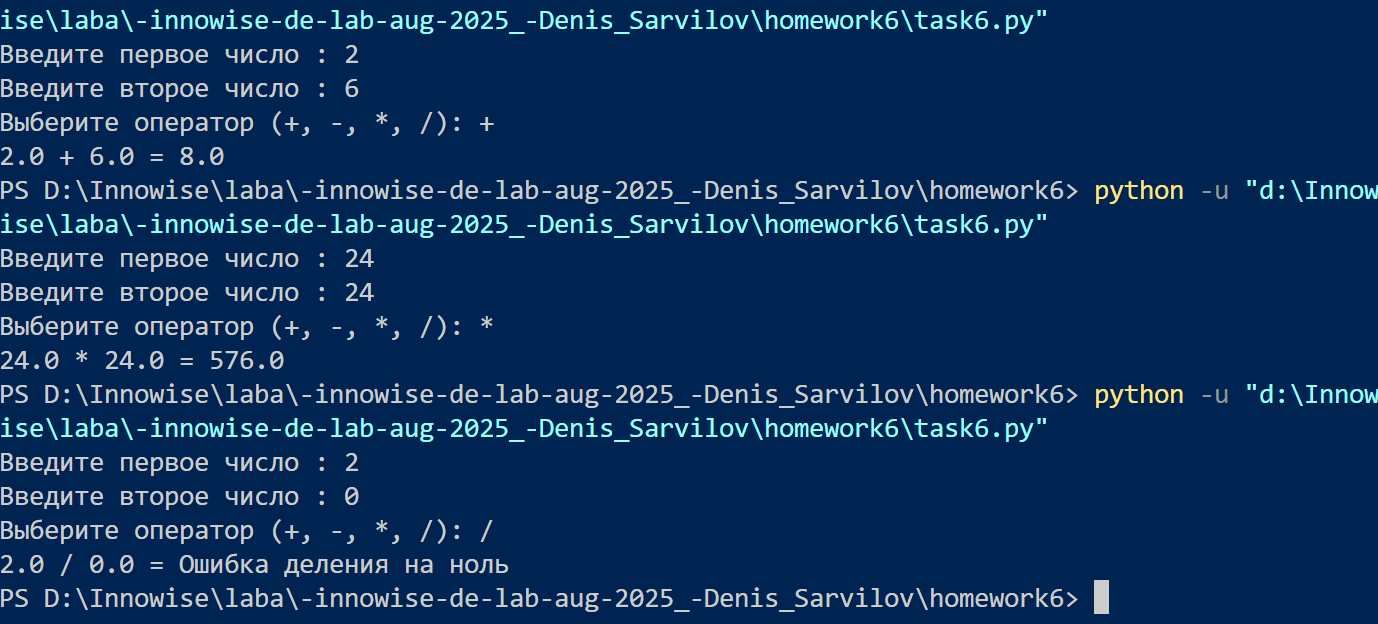 ise\laba\-innowise-de-lab-aug-2025_-Denis_Sarvilov\homework6\task6.py"
Введите первое число : 2
Введите второе число : 6
Выберите оператор (+, -, *, /): +
2.0 + 6.0 = 8.0
PS D:\Innowise\laba\-innowise-de-lab-aug-2025_-Denis_Sarvilov\homework6> python -u "d:\Innow
ise\laba\-innowise-de-lab-aug-2025_-Denis_Sarvilov\homework6\task6.py"
Введите первое число : 24
Введите второе число : 24
Выберите оператор (+, -, *, /): *
24.0 * 24.0 = 576.0
PS D:\Innowise\laba\-innowise-de-lab-aug-2025_-Denis_Sarvilov\homework6> python -u "d:\Innow
ise\laba\-innowise-de-lab-aug-2025_-Denis_Sarvilov\homework6\task6.py"
Введите первое число : 2
Введите второе число : 0
Выберите оператор (+, -, *, /): /
2.0 / 0.0 = Ошибка деления на ноль
PS D:\Innowise\laba\-innowise-de-lab-aug-2025_-Denis_Sarvilov\homework6>